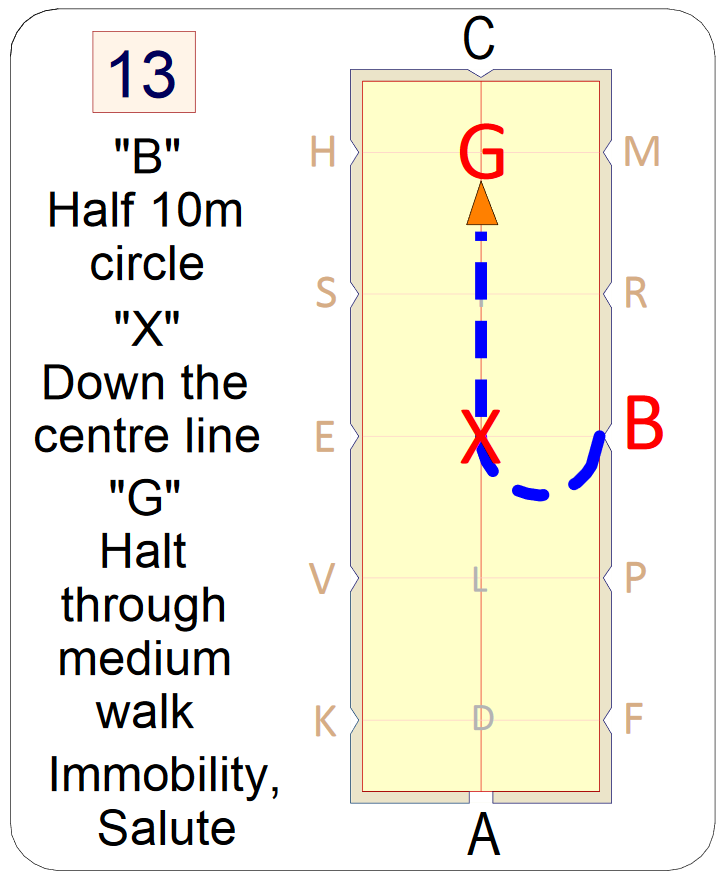 13
"B"
Half 10m
circle
"X"
Down the
centre line
"G"
Halt
through
medium
walk
Immobility,
Salute
C
H G M
S R
E X B
V L P
K D F
A